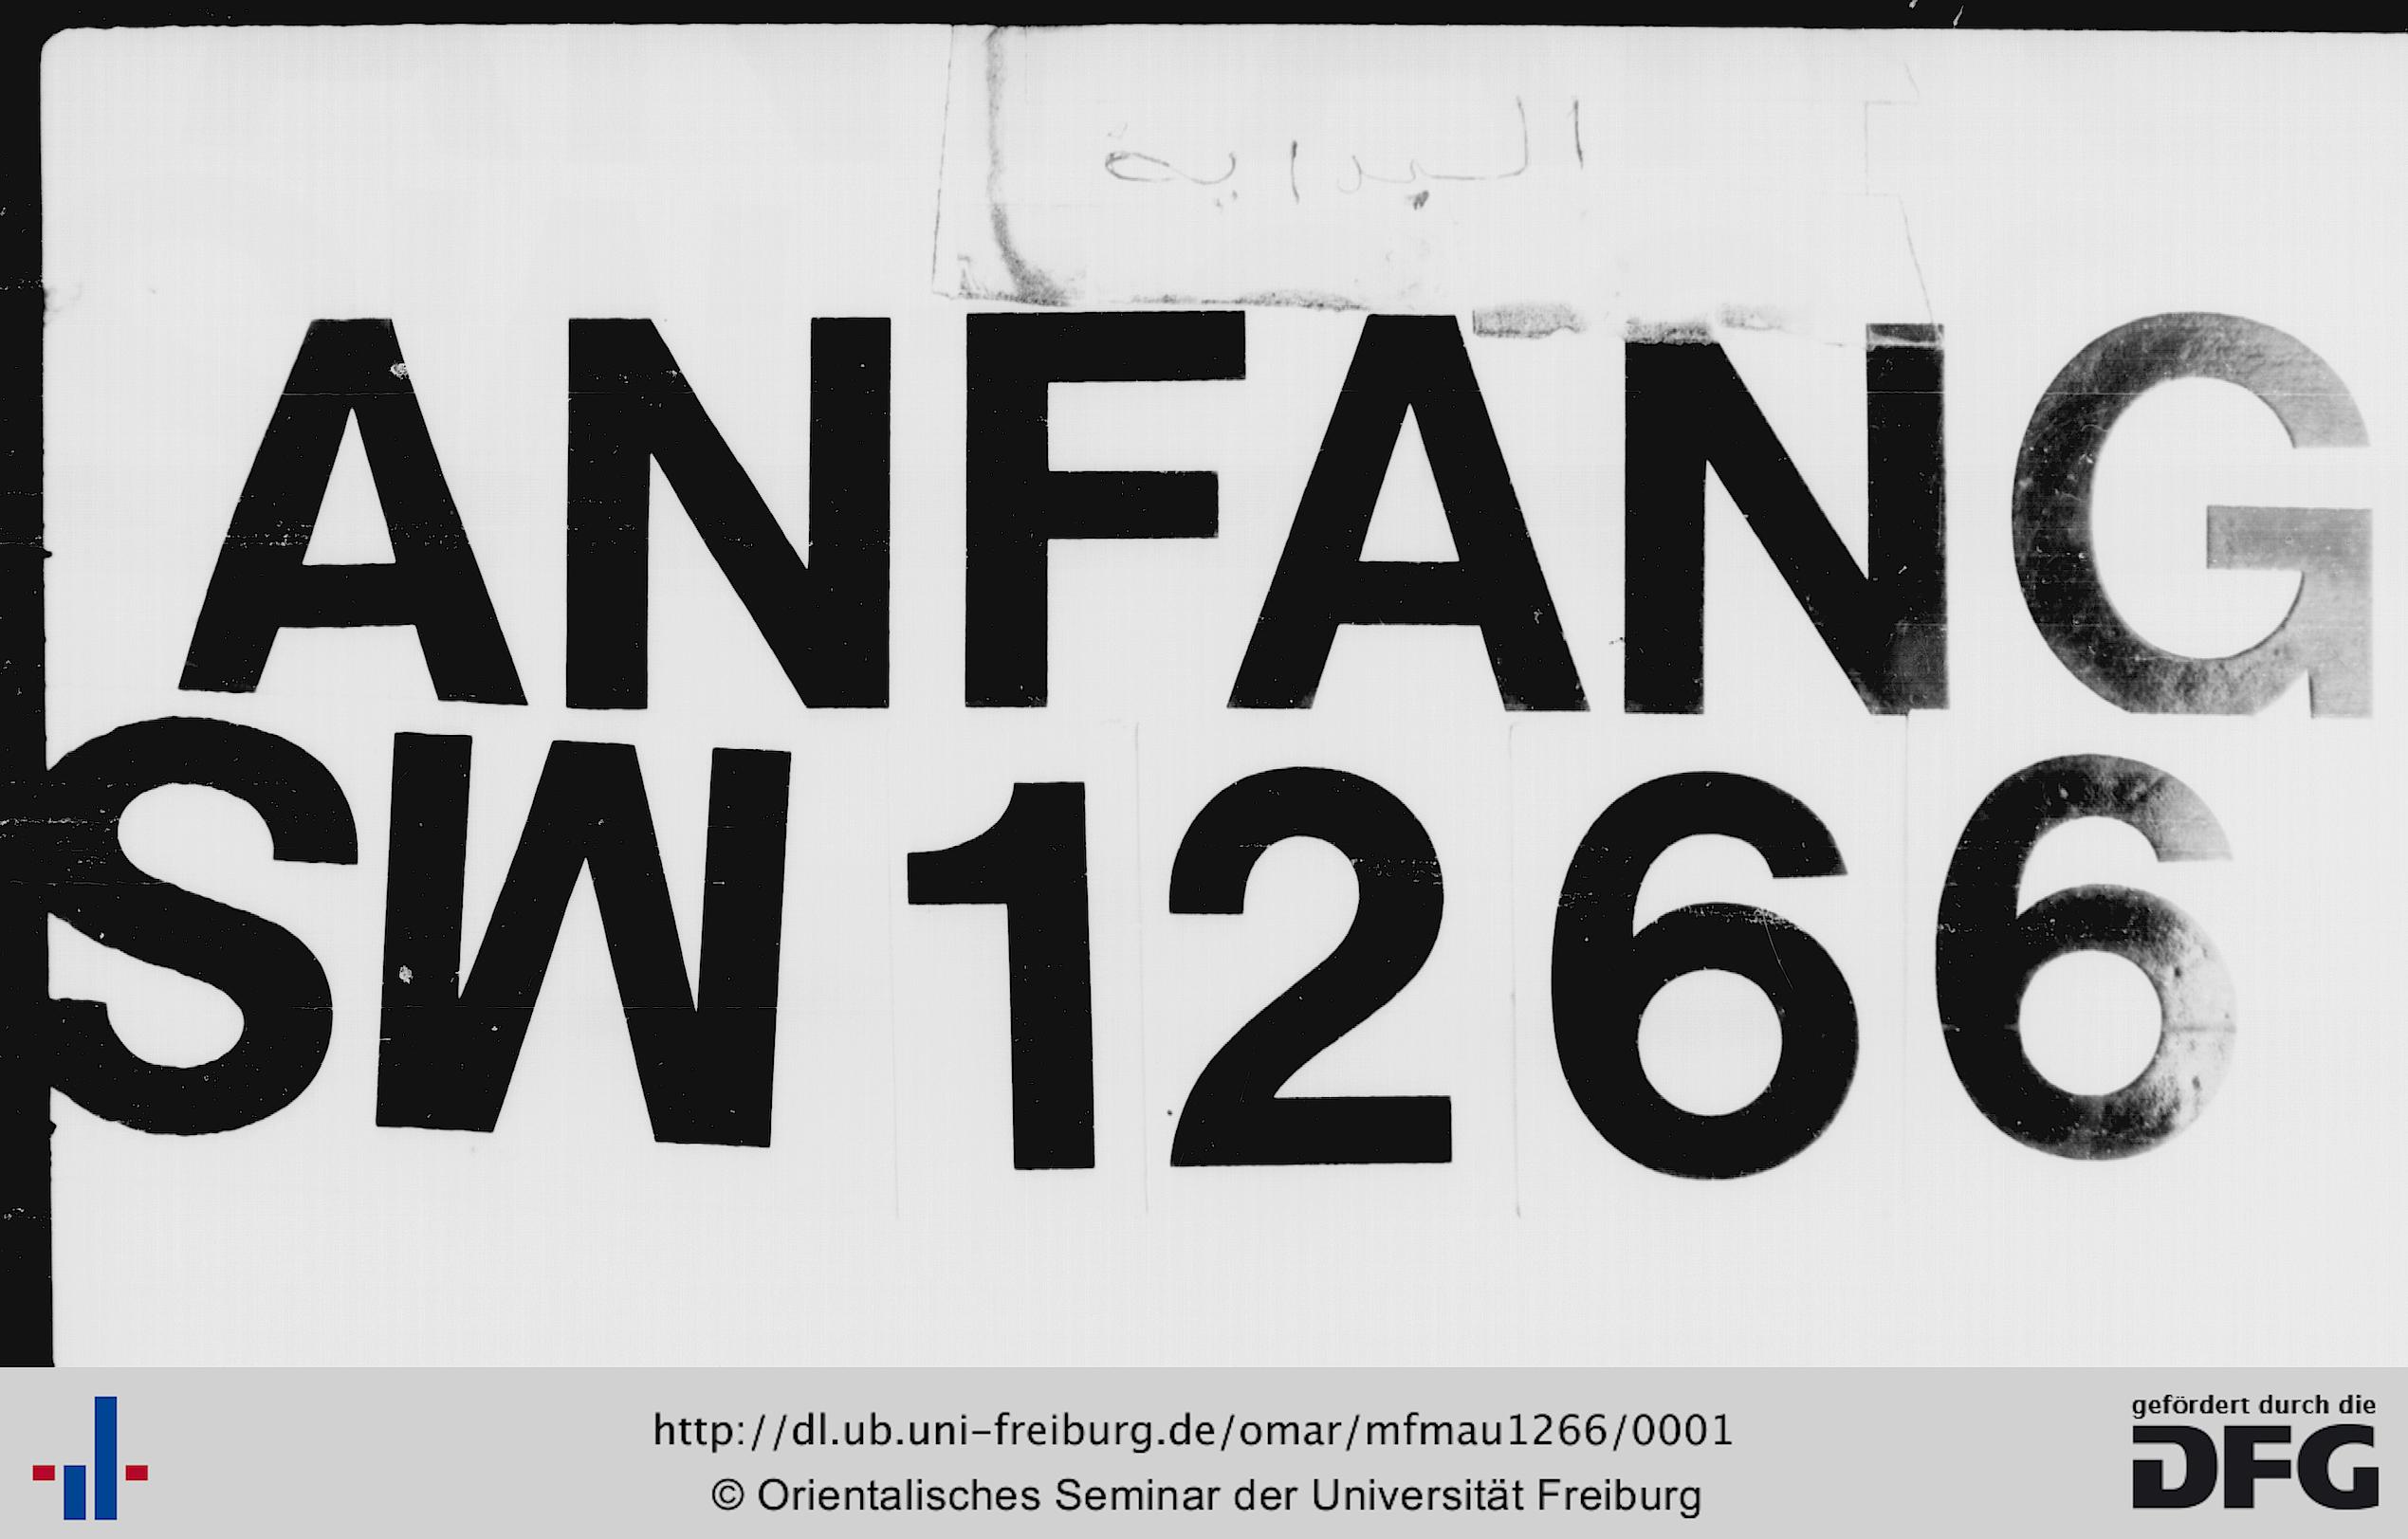 البداية
ANFANG
SW 1266
http://dl.ub.uni-freiburg.de/omar/mfmau1266/0001
© Orientalisches Seminar der Universität Freiburg
gefördert durch die
DFG